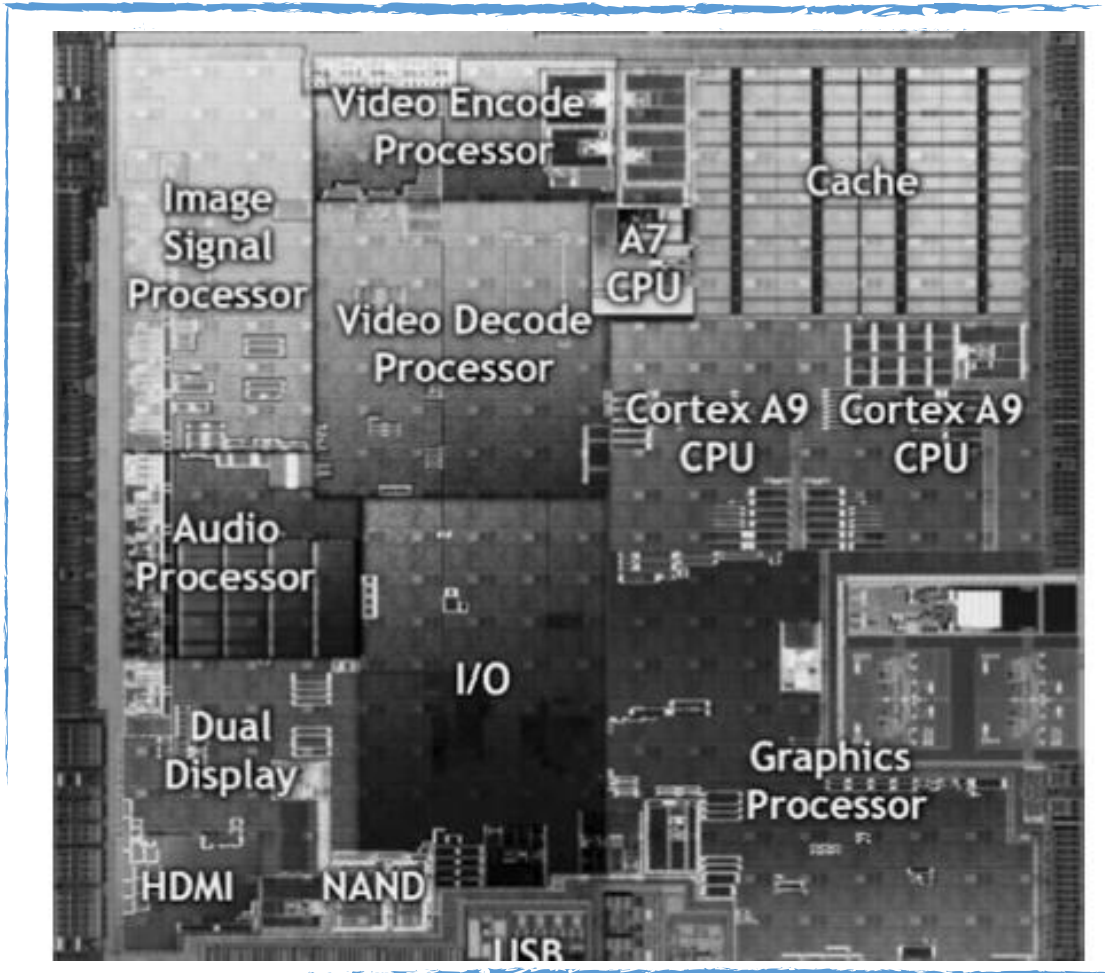 Video Encode
Processor
Cache
Image
Signal
Processor
A7
CPU
Video Decode
Processor
Cortex A9
CPU
Cortex A9
CPU
Audio
Processor
I/O
Dual
Display
Graphics
Processor
HDMI
NAND
USB